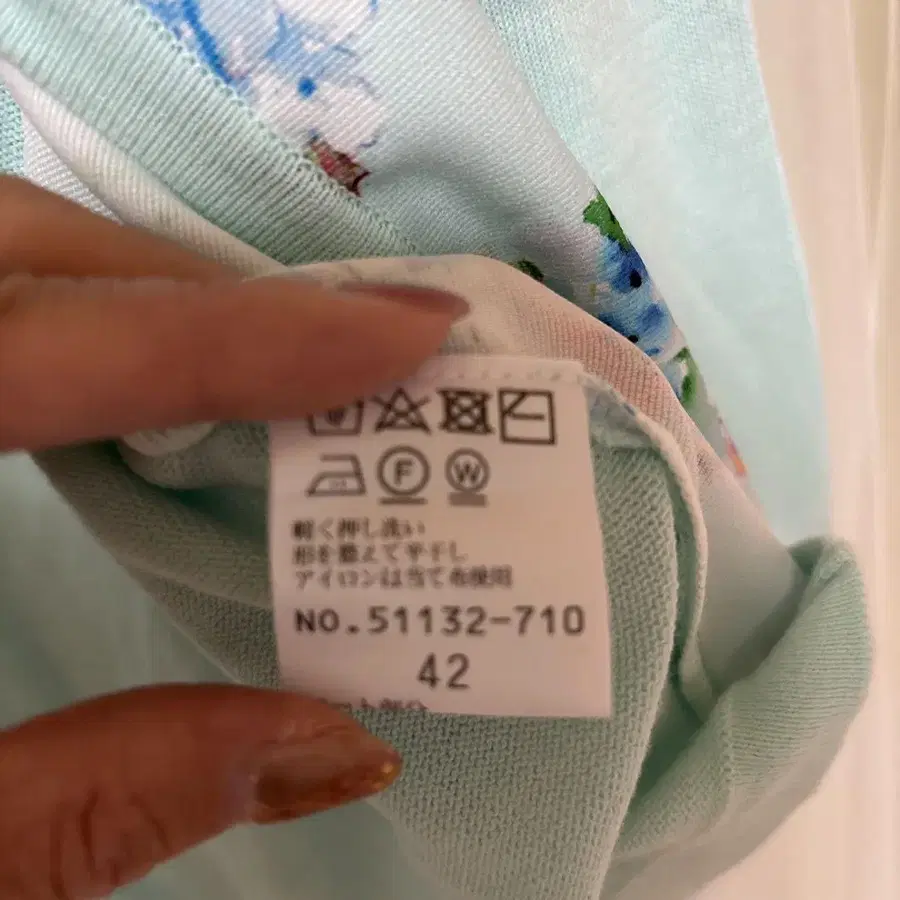 F W
軽く押し洗い
形を整えて平干し
アイロンは当て布使用
NO.51132-710
42